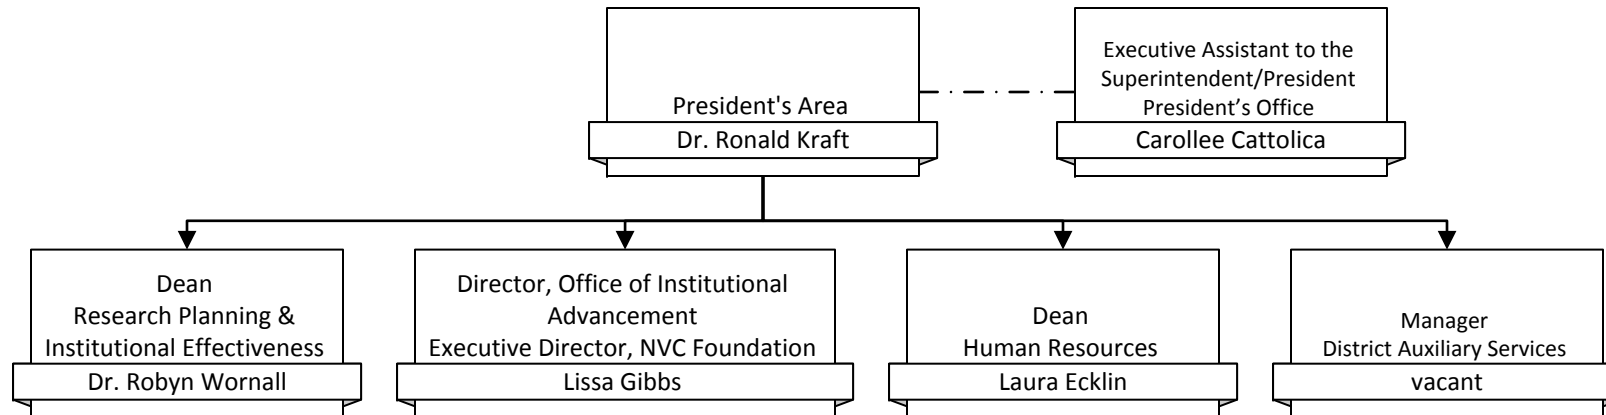 President's Area
Dr. Ronald Kraft
Executive Assistant to the
Superintendent/President
President’s Office
Carollee Cattolica
Dean
Research Planning &
Institutional Effectiveness
Dr. Robyn Wornall
Director, Office of Institutional
Advancement
Executive Director, NVC Foundation
Lissa Gibbs
Dean
Human Resources
Laura Ecklin
Manager
District Auxiliary Services
vacant